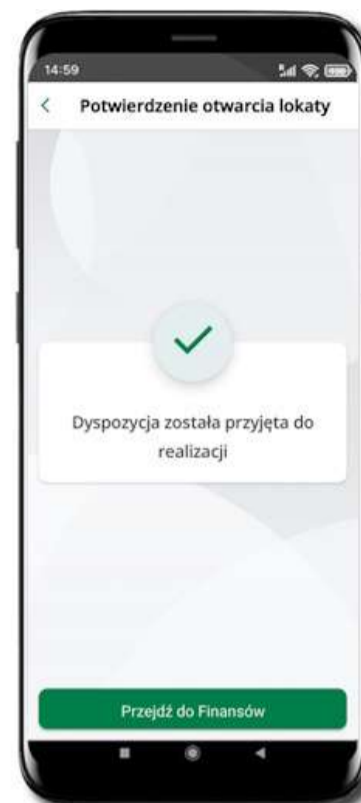 14:59
Potwierdzenie otwarcia lokaty
Dyspozycja została przyjęta do
realizacji
Przejdź do Finansów